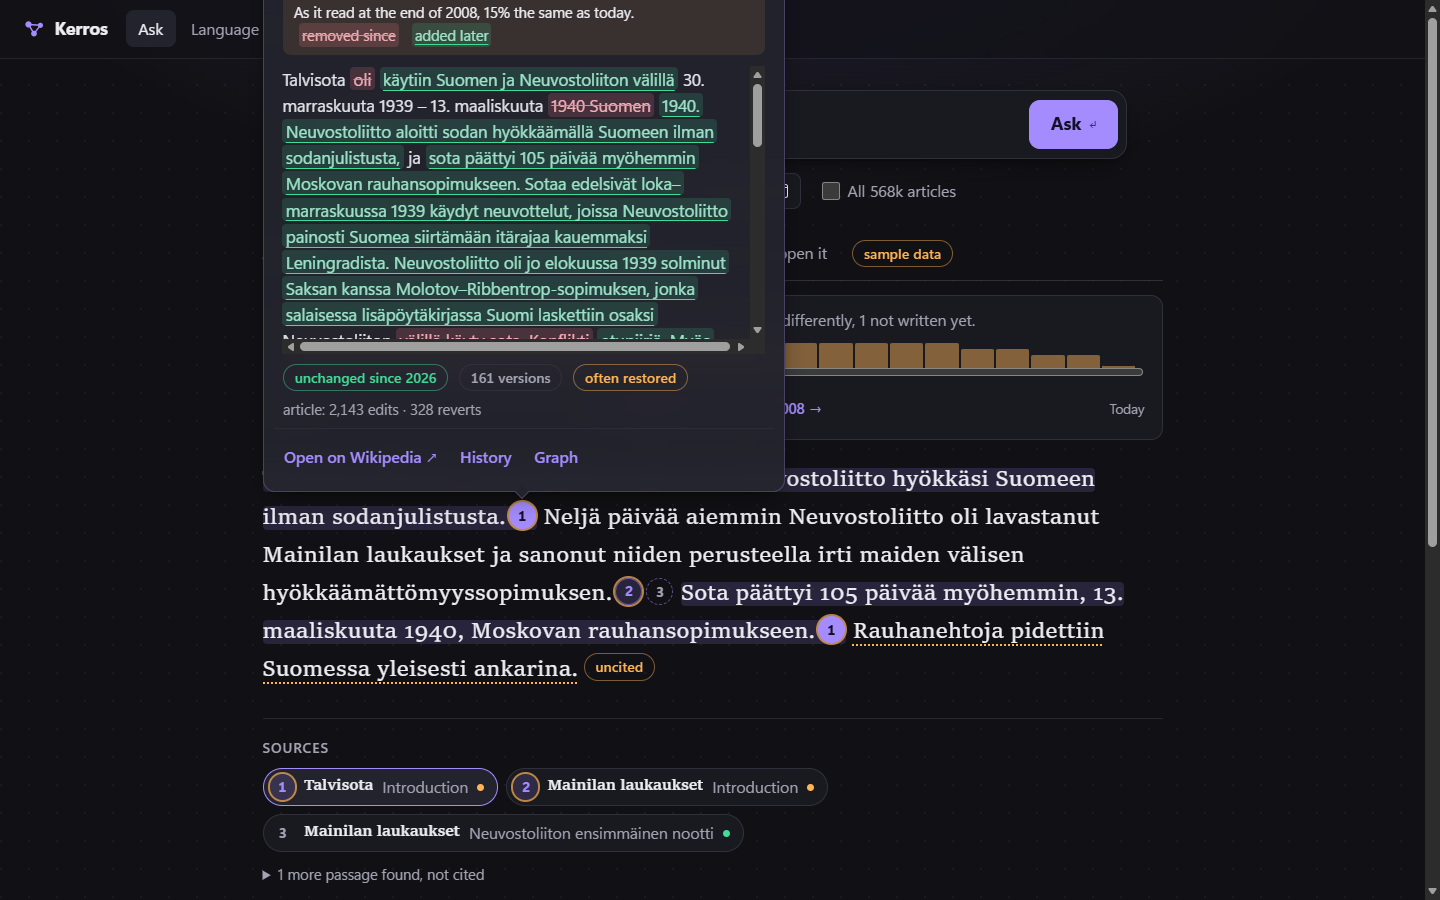 Kerros
Ask
Language
As it read at the end of 2008, 15% the same as today.
removed since added later
Talvisota oli käytiin Suomen ja Neuvostoliiton välillä 30.
marraskuuta 1939 – 13. maaliskuuta 1940 Suomen 1940.
Neuvostoliitto aloitti sodan hyökkäämällä Suomeen ilman
sodanjulistusta, ja sota päättyi 105 päivää myöhemmin
Moskovan rauhansopimukseen. Sotaa edelsivät loka–
marraskuussa 1939 käydyt neuvottelut, joissa Neuvostoliitto
painosti Suomea siirtämään itärajaa kauemmaksi
Leningradista. Neuvostoliitto oli jo elokuussa 1939 solminut
Saksan kanssa Molotov–Ribbentrop-sopimuksen, jonka
salaisessa lisäpöytäkirjassa Suomi laskettiin osaksi
unchanged since 2026 161 versions often restored
article: 2,143 edits · 328 reverts
Open on Wikipedia ↗ History Graph
Ask ↲
All 568k articles
open it sample data
differently, 1 not written yet.
008 → Today
vostoliitto hyökkäsi Suomeen
ilman sodanjulistusta. 1 Neljä päivää aiemmin Neuvostoliitto oli lavastanut
Mainilan laukaukset ja sanonut niiden perusteella irti maiden välisen
hyökkäämättömyyssopimuksen. 2 3 Sota päättyi 105 päivää myöhemmin, 13.
maaliskuuta 1940, Moskovan rauhansopimukseen. 1 Rauhanehtoja pidettiin
Suomessa yleisesti ankarina. uncited
SOURCES
1 Talvisota Introduction
2 Mainilan laukaukset Introduction
3 Mainilan laukaukset Neuvostoliiton ensimmäinen nootti
▶ 1 more passage found, not cited